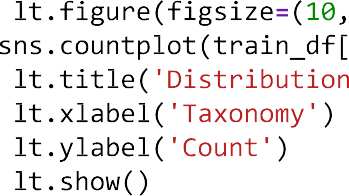 lt.figure(figsize=(10,
sns.countplot(train_df[
lt.title('Distribution
lt.xlabel('Taxonomy')
lt.ylabel('Count')
lt.show()